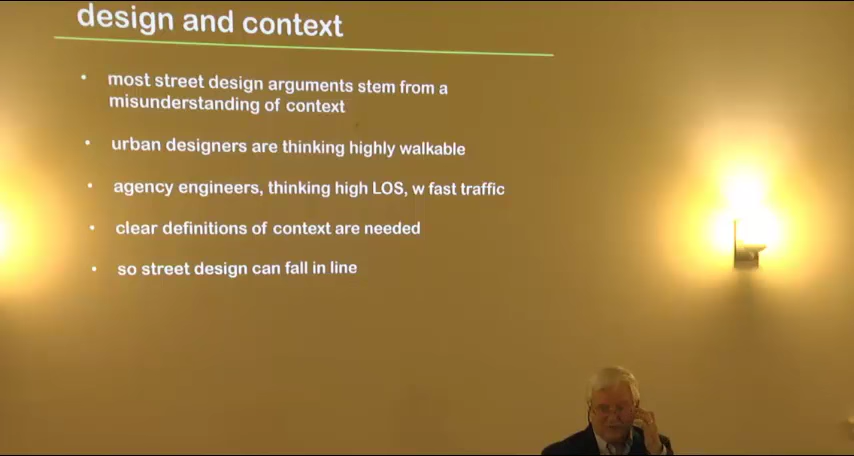 design and context
• most street design arguments stem from a
misunderstanding of context
• urban designers are thinking highly walkable
• agency engineers, thinking high LOS, w fast traffic
• clear definitions of context are needed
• so street design can fall in line